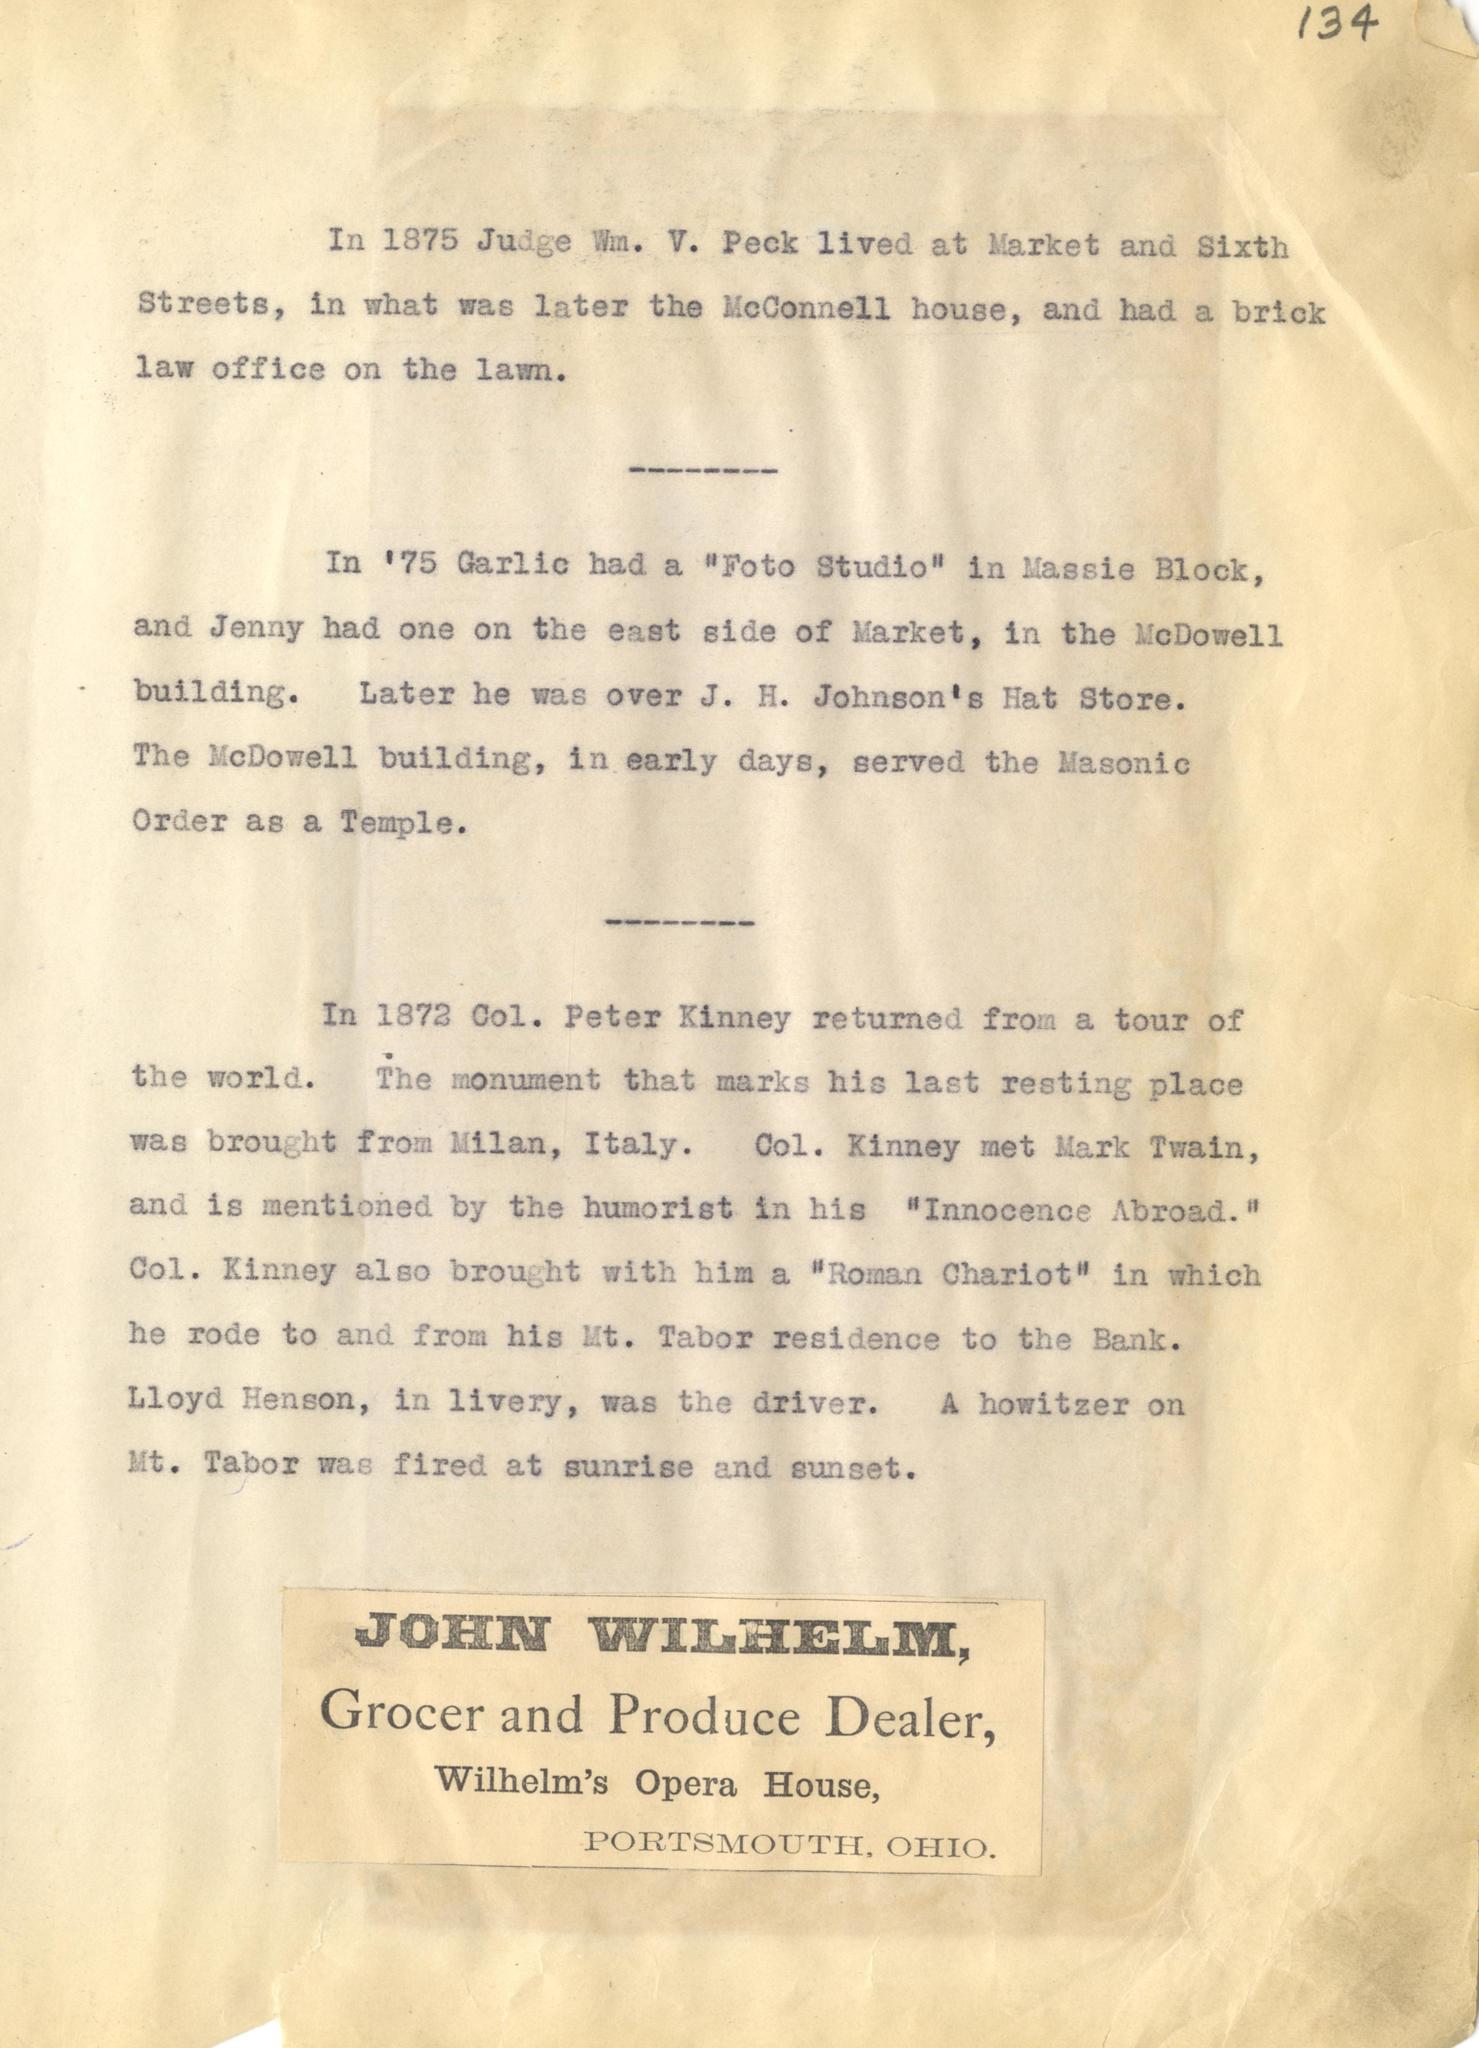 134
In 1875 Judge Wm. V. Peck lived at Market and Sixth
Streets, in what was later the McConnell house, and had a brick
law office on the lawn.
--------
In '75 Garlic had a "Foto Studio" in Massie Block,
and Jenny had one on the east side of Market, in the McDowell
building. Later he was over J. H. Johnson's Hat Store.
The McDowell building, in early days, served the Masonic
Order as a Temple.
--------
In 1872 Col. Peter Kinney returned from a tour of
the world. The monument that marks his last resting place
was brought from Milan, Italy. Col. Kinney met Mark Twain,
and is mentioned by the humorist in his "Innocence Abroad."
Col. Kinney also brought with him a "Roman Chariot" in which
he rode to and from his Mt. Tabor residence to the Bank.
Lloyd Henson, in livery, was the driver. A howitzer on
Mt. Tabor was fired at sunrise and sunset.
JOHN WILHELM,
Grocer and Produce Dealer,
Wilhelm's Opera House,
PORTSMOUTH, OHIO.